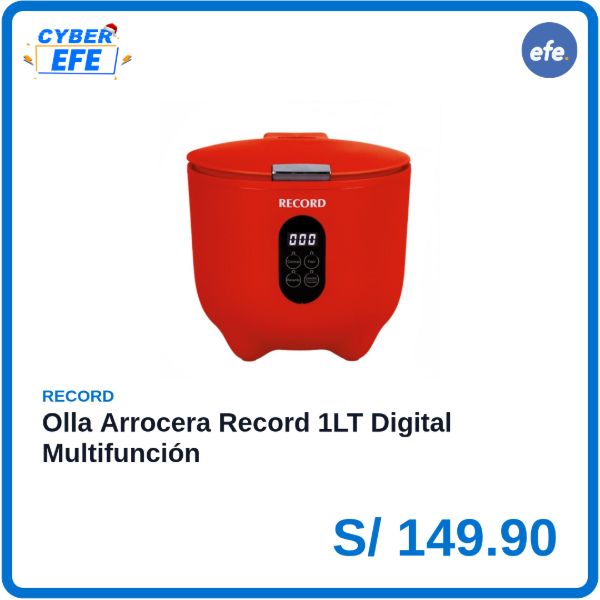 CYBER
EFE
efe.
RECORD
000
RECORD
Olla Arrocera Record 1LT Digital
Multifunción
S/ 149.90